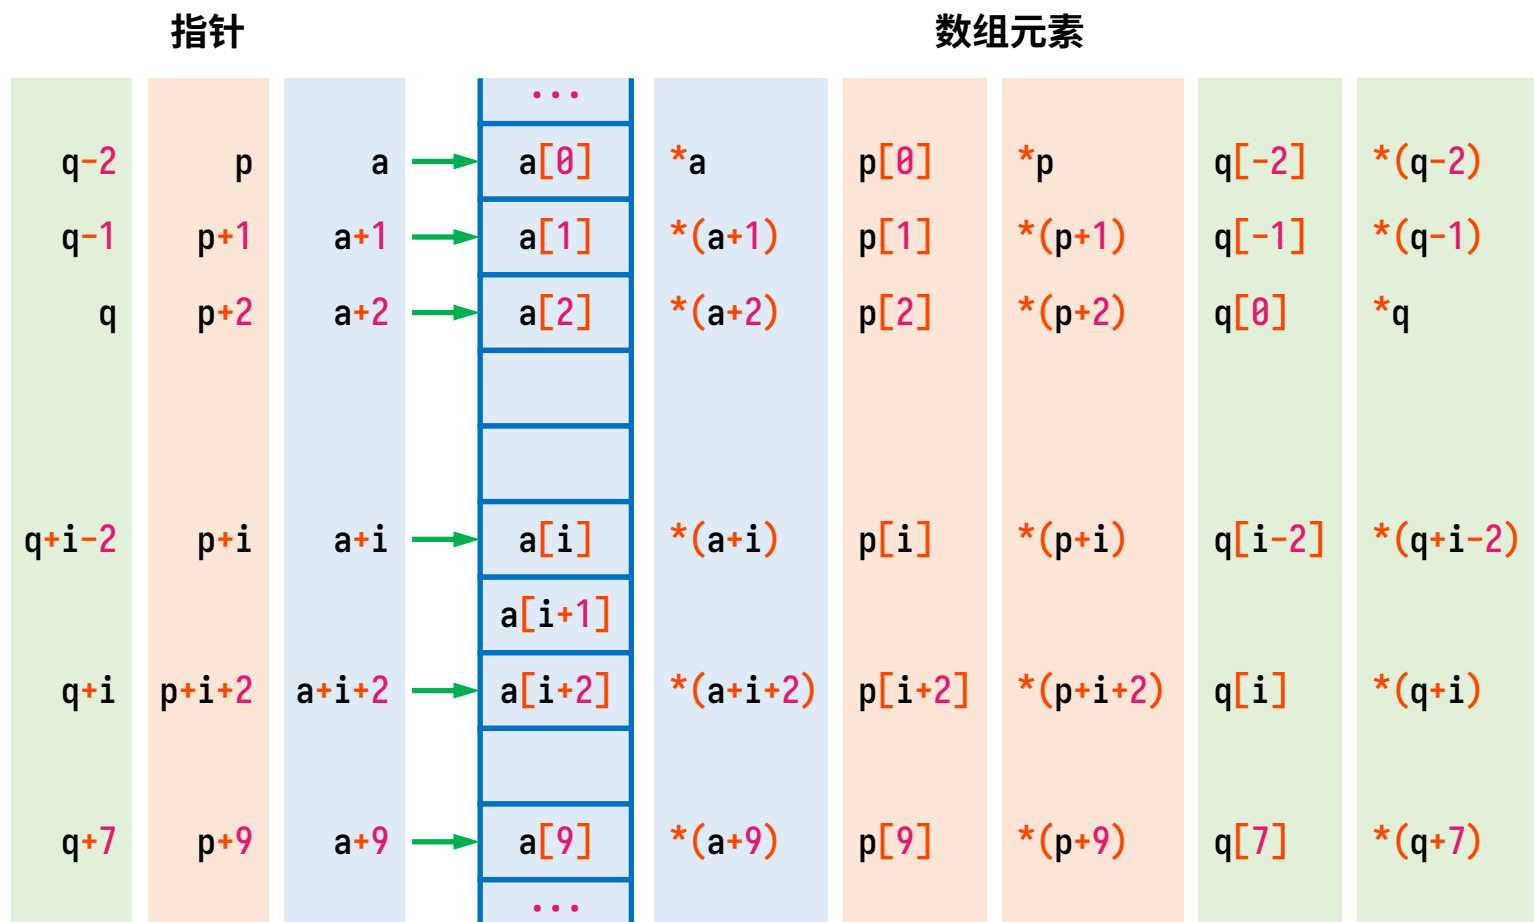 指针 数组元素
...
q-2 p a a[0] *a p[0] *p q[-2] *(q-2)
q-1 p+1 a+1 a[1] *(a+1) p[1] *(p+1) q[-1] *(q-1)
q p+2 a+2 a[2] *(a+2) p[2] *(p+2) q[0] *q
q+i-2 p+i a+i a[i] *(a+i) p[i] *(p+i) q[i-2] *(q+i-2)
a[i+1]
q+i p+i+2 a+i+2 a[i+2] *(a+i+2) p[i+2] *(p+i+2) q[i] *(q+i)
q+7 p+9 a+9 a[9] *(a+9) p[9] *(p+9) q[7] *(q+7)
...